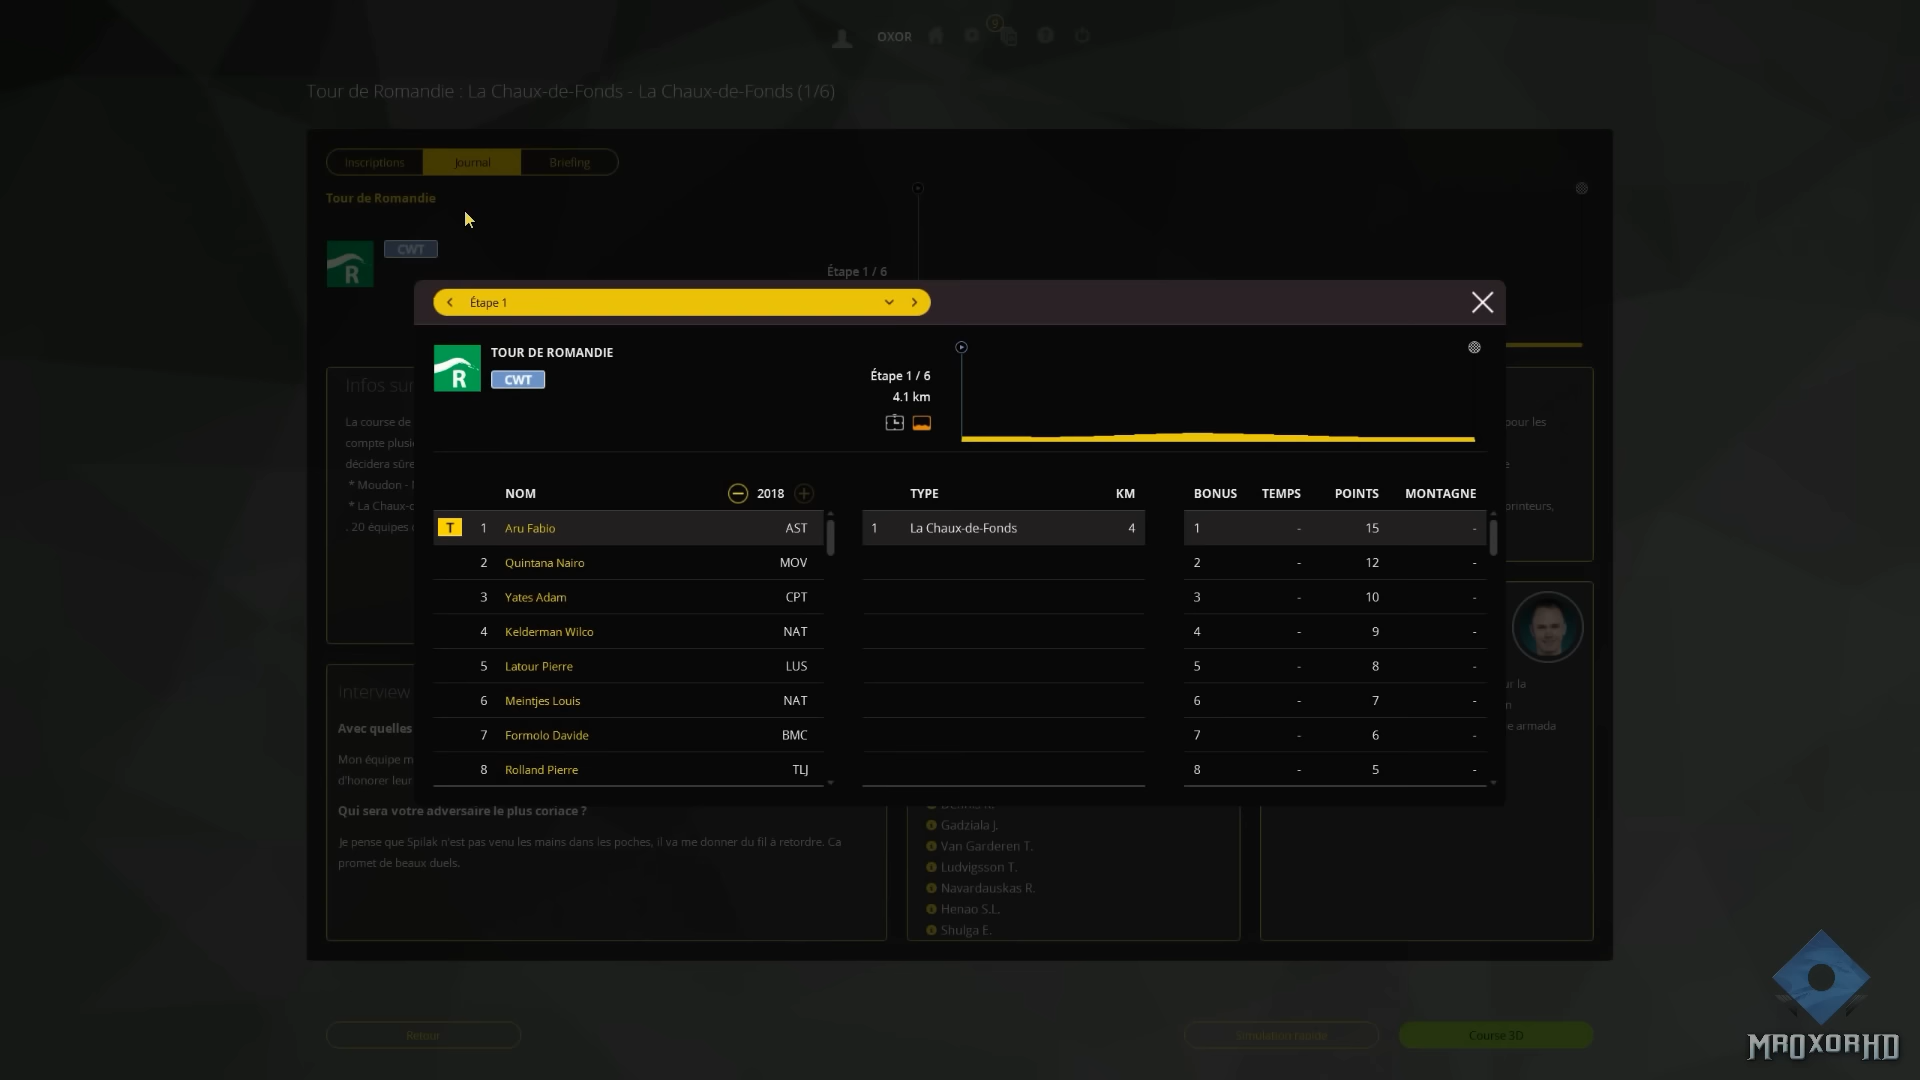 OXOR
9
Tour de Romandie : La Chaux-de-Fonds - La Chaux-de-Fonds (1/6)
Inscriptions Journal Briefing
Tour de Romandie
R CWT
Étape 1 / 6
Étape 1
TOUR DE ROMANDIE
R CWT
Étape 1 / 6
4.1 km
NOM 2018 TYPE KM BONUS TEMPS POINTS MONTAGNE
T 1 Aru Fabio AST 1 La Chaux-de-Fonds 4 1 - 15 -
2 Quintana Nairo MOV 2 - 12 -
3 Yates Adam CPT 3 - 10 -
4 Kelderman Wilco NAT 4 - 9 -
5 Latour Pierre LUS 5 - 8 -
6 Meintjes Louis NAT 6 - 7 -
7 Formolo Davide BMC 7 - 6 -
8 Rolland Pierre TLJ 8 - 5 -
Infos sur
La course de
compte plusi
décidera sûre
* Moudon -
* La Chaux-d
. 20 équipes
pour les
printeurs,
ur la
e armada
Interview
Avec quelles
Mon équipe m
d'honorer leur
Qui sera votre adversaire le plus coriace ?
Je pense que Spilak n'est pas venu les mains dans les poches, il va me donner du fil à retordre. Ca
promet de beaux duels.
Gadziala J.
Van Garderen T.
Ludvigsson T.
Navardauskas R.
Henao S.L.
Shulga E.
Retour Simulation rapide Course 3D
MROXORHD